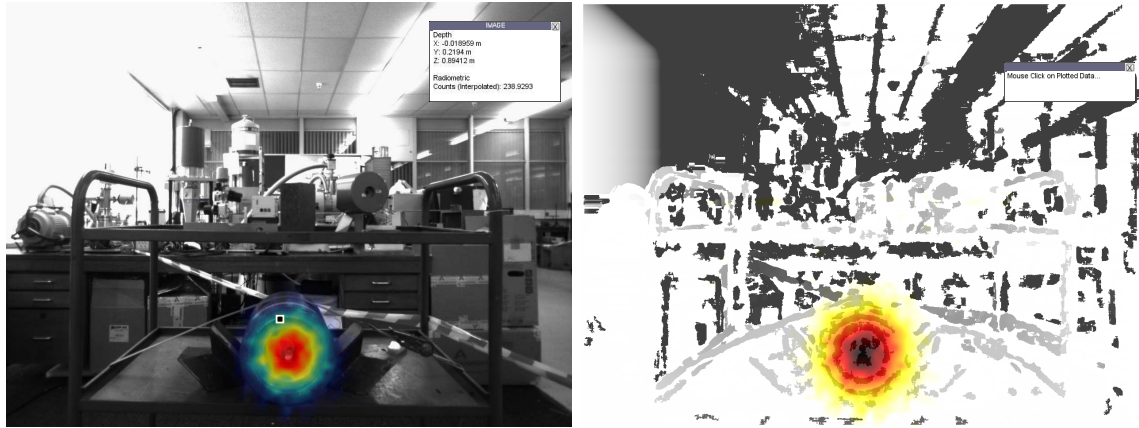 IMAGE
X
Depth
X: -0.018959 m
Y: 0.2194 m
Z: 0.89412 m
Radiometric
Counts (Interpolated): 238.9293
X
Mouse Click on Plotted Data...